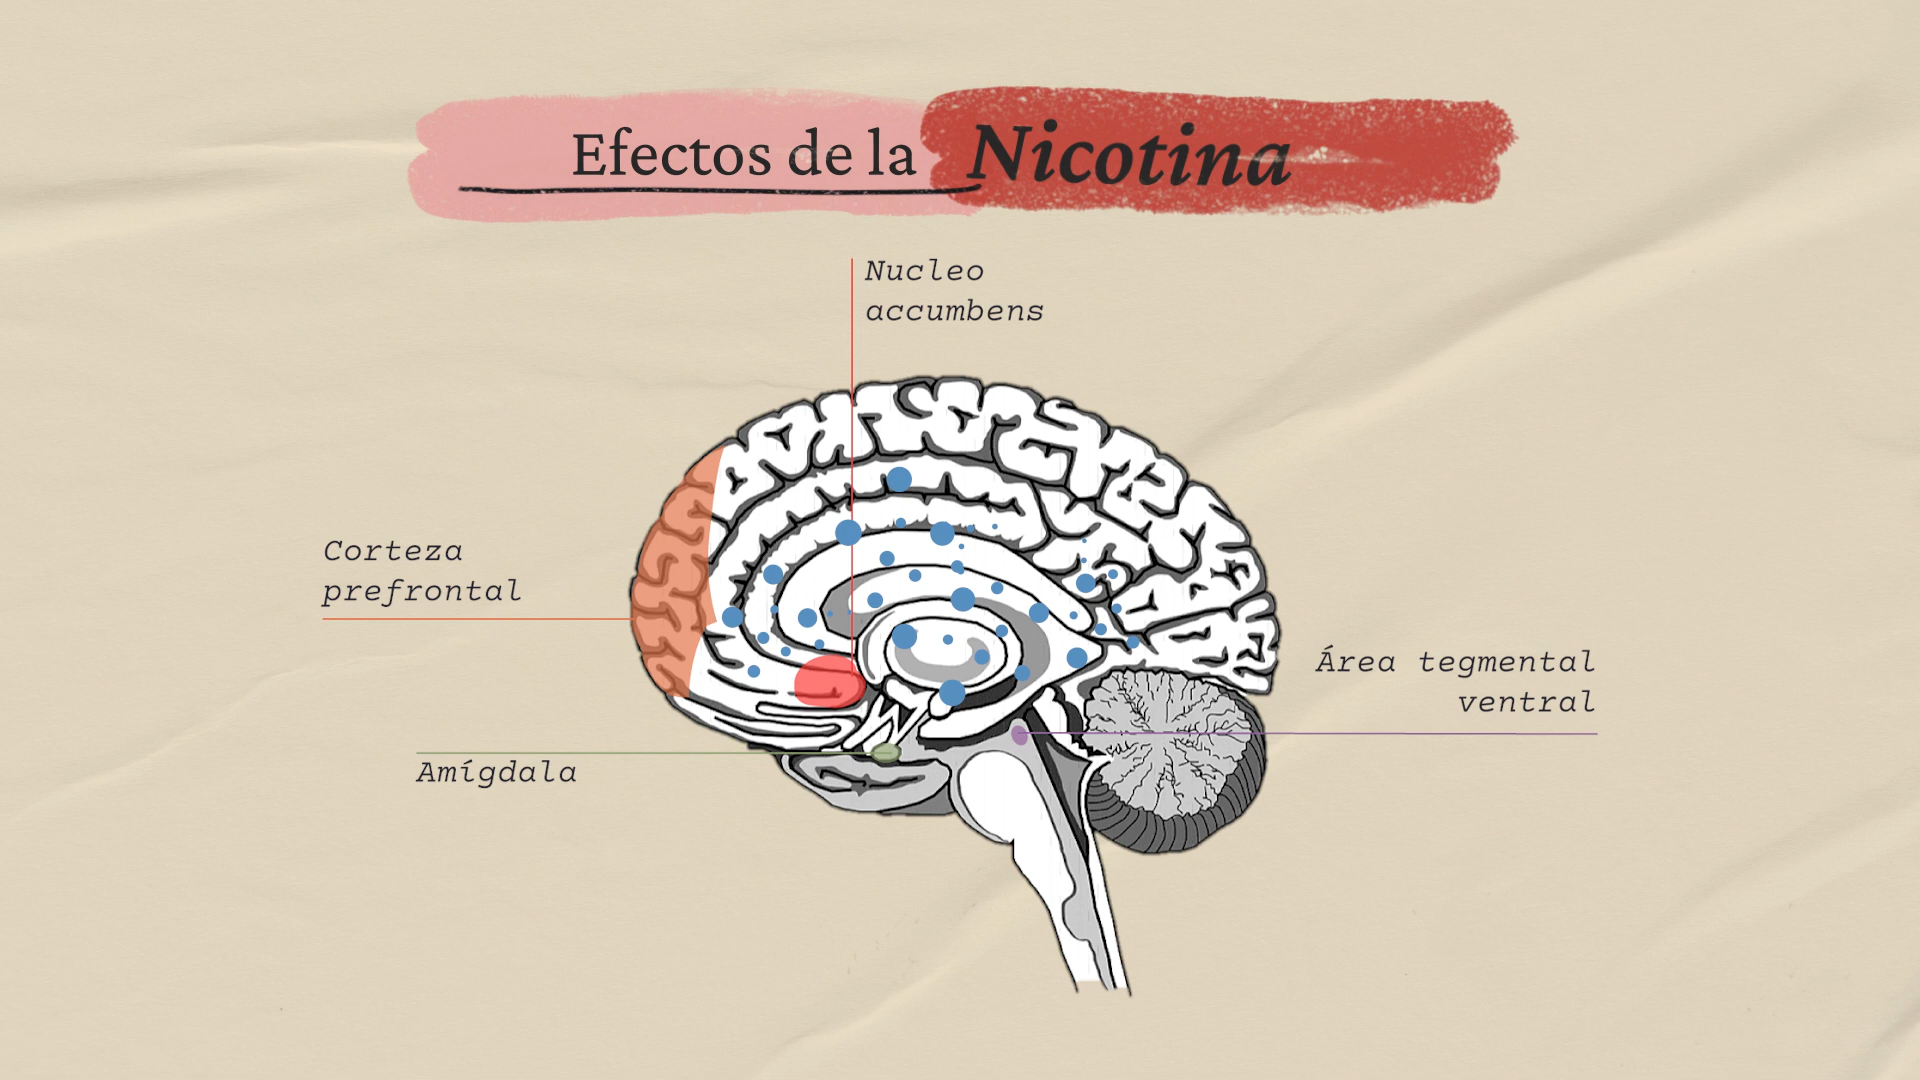 Efectos de la Nicotina
Nucleo
accumbens
Corteza
prefrontal
Área tegmental
ventral
Amígdala